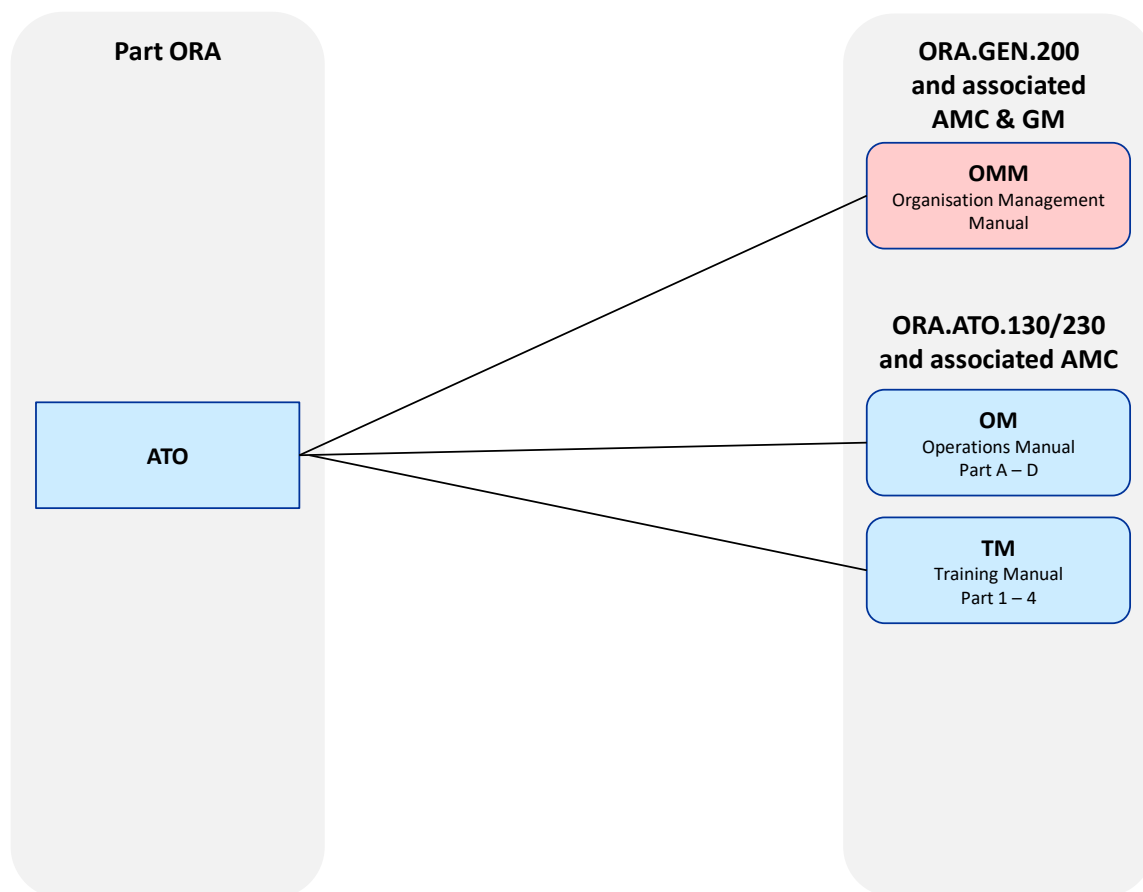 Part ORA
ATO
ORA.GEN.200
and associated
AMC & GM
OMM
Organisation Management
Manual
ORA.ATO.130/230
and associated AMC
OM
Operations Manual
Part A – D
TM
Training Manual
Part 1 – 4